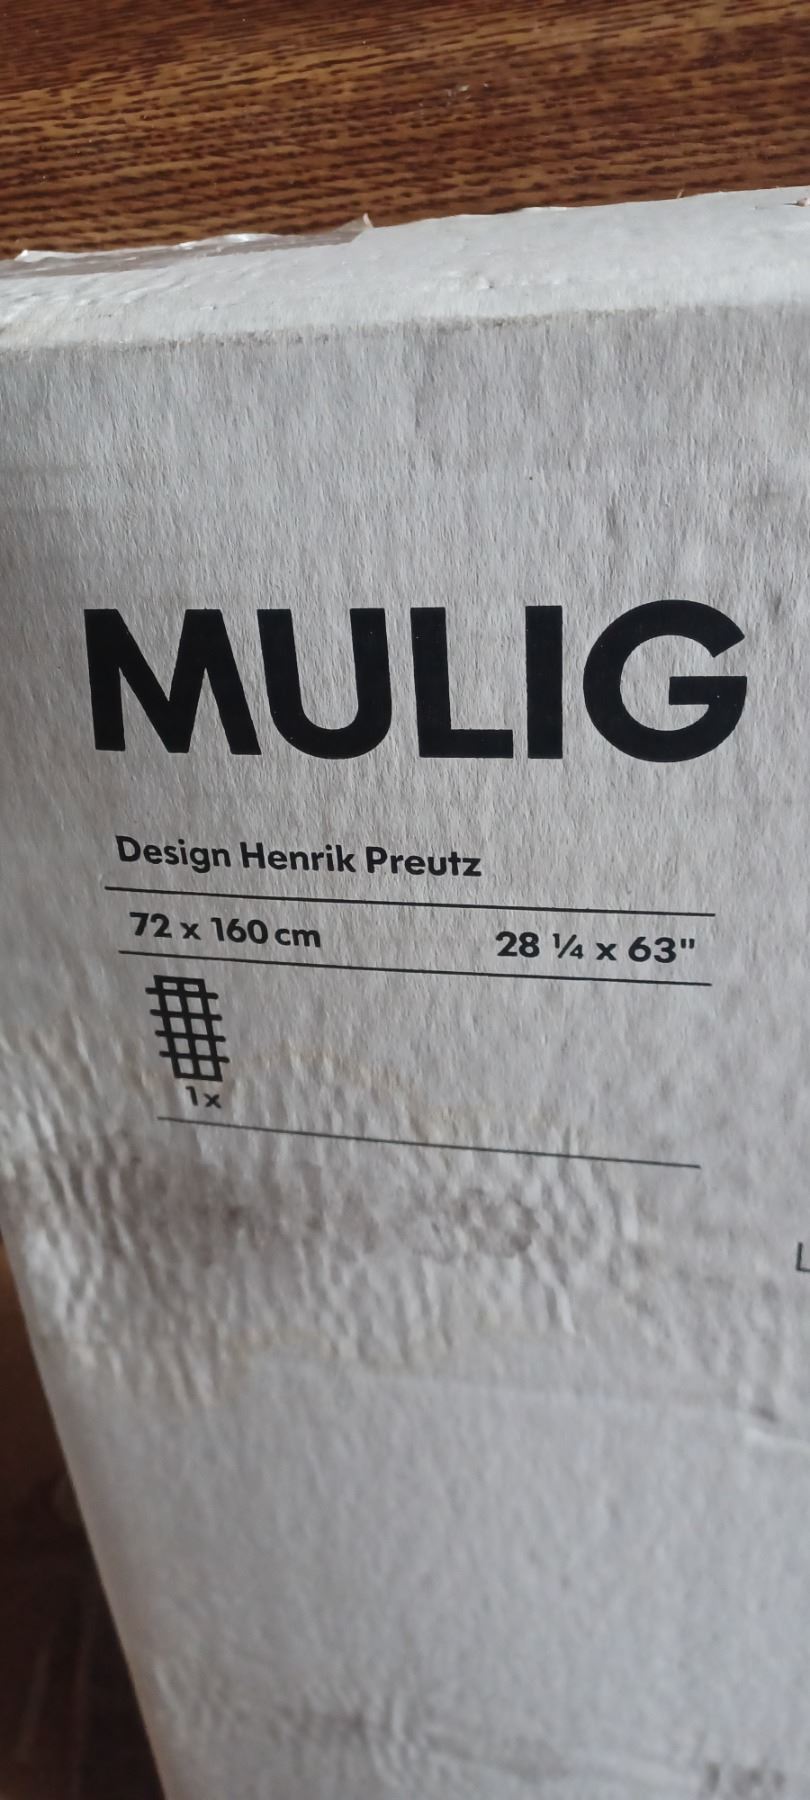 MULIG
Design Henrik Preutz
72 x 160 cm 28 ¼ x 63"
1x